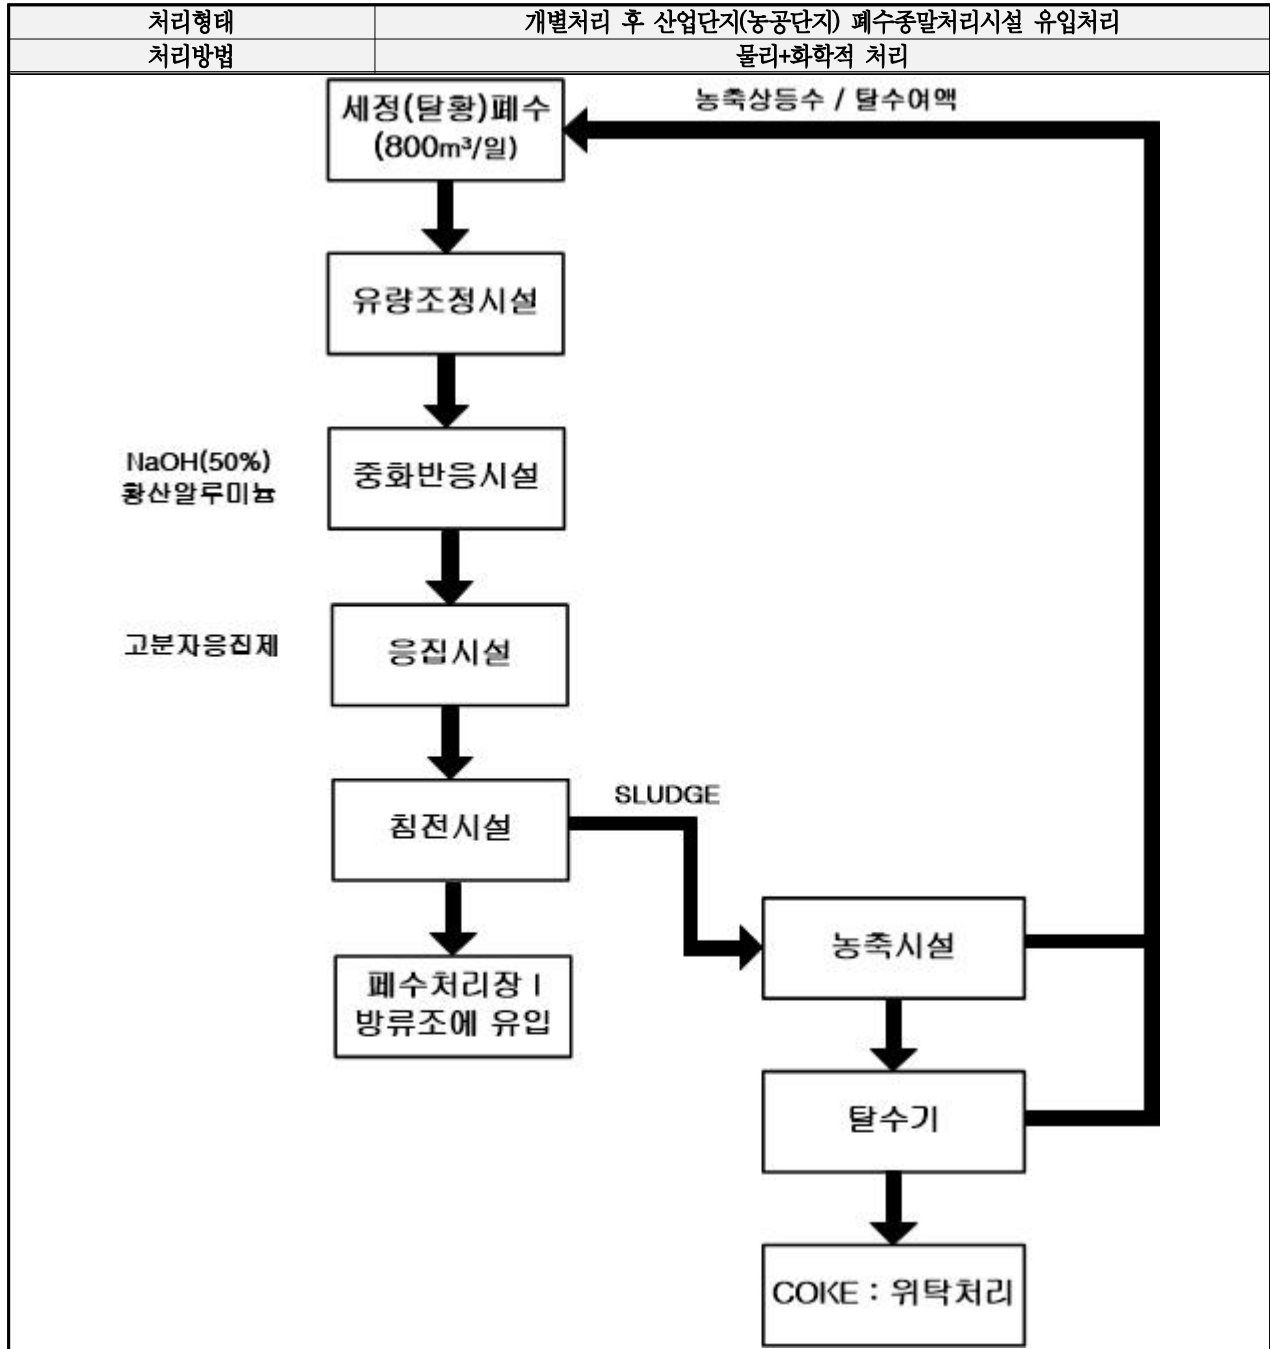 처리형태
개별처리 후 산업단지(농공단지) 폐수종말처리시설 유입처리
처리방법
물리+화학적 처리
세정(탈황)폐수
(800m³/일)
농축상등수 / 탈수여액
유량조정시설
NaOH(50%)
황산알루미늄
중화반응시설
고분자응집제
응집시설
침전시설
SLUDGE
농축시설
폐수처리장 I
방류조에 유입
탈수기
COKE : 위탁처리